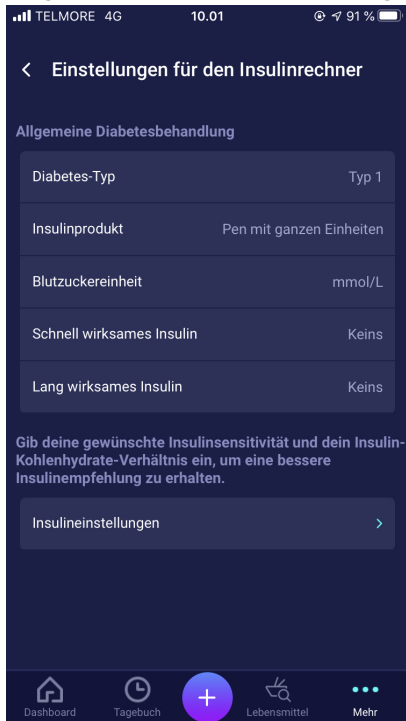 TELMORE 4G 10.01 91 %
Einstellungen für den Insulinrechner
Allgemeine Diabetesbehandlung
Diabetes-Typ Typ 1
Insulinprodukt Pen mit ganzen Einheiten
Blutzuckereinheit mmol/L
Schnell wirksames Insulin Keins
Lang wirksames Insulin Keins
Gib deine gewünschte Insulinsensitivität und dein Insulin-
Kohlenhydrate-Verhältnis ein, um eine bessere
Insulinempfehlung zu erhalten.
Insulineinstellungen
Dashboard Tagebuch Lebensmittel Mehr